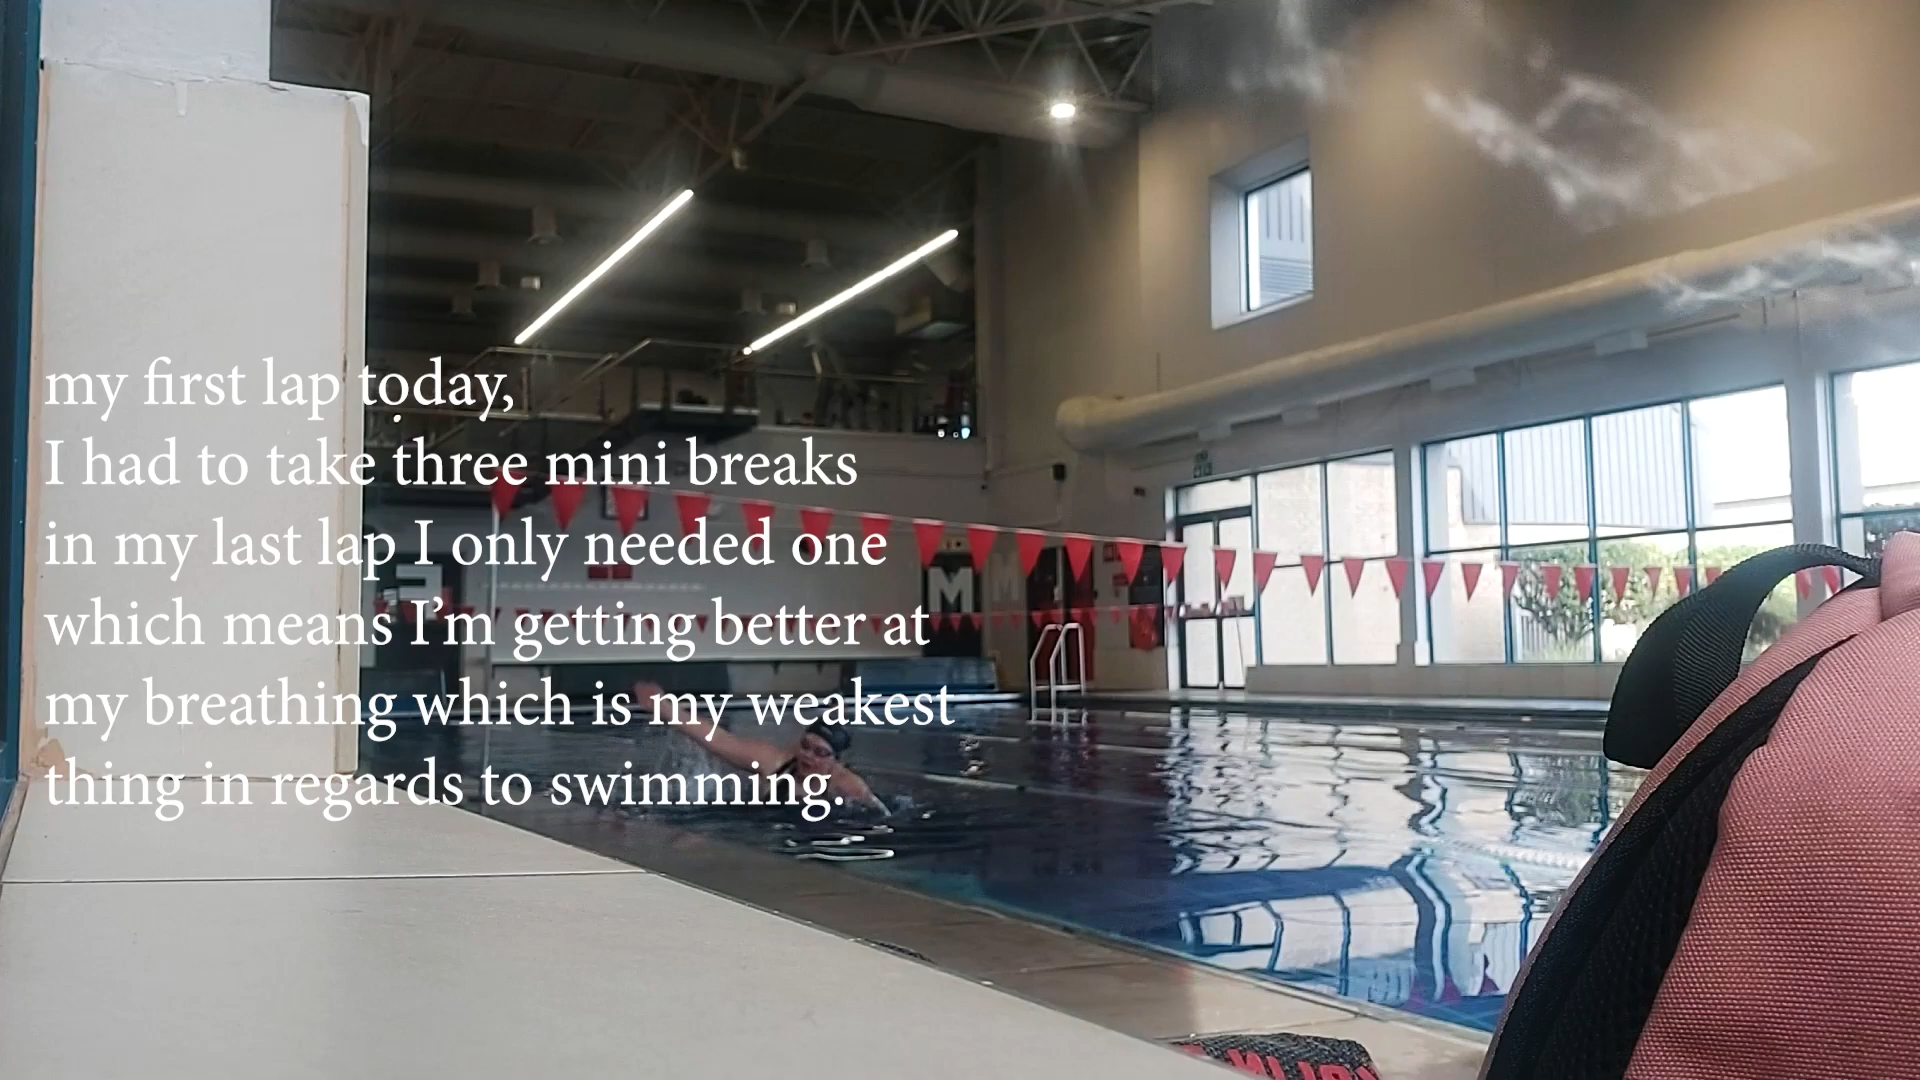 my first lap today,
I had to take three mini breaks
in my last lap I only needed one
which means I’m getting better at
my breathing which is my weakest
thing in regards to swimming.
M M